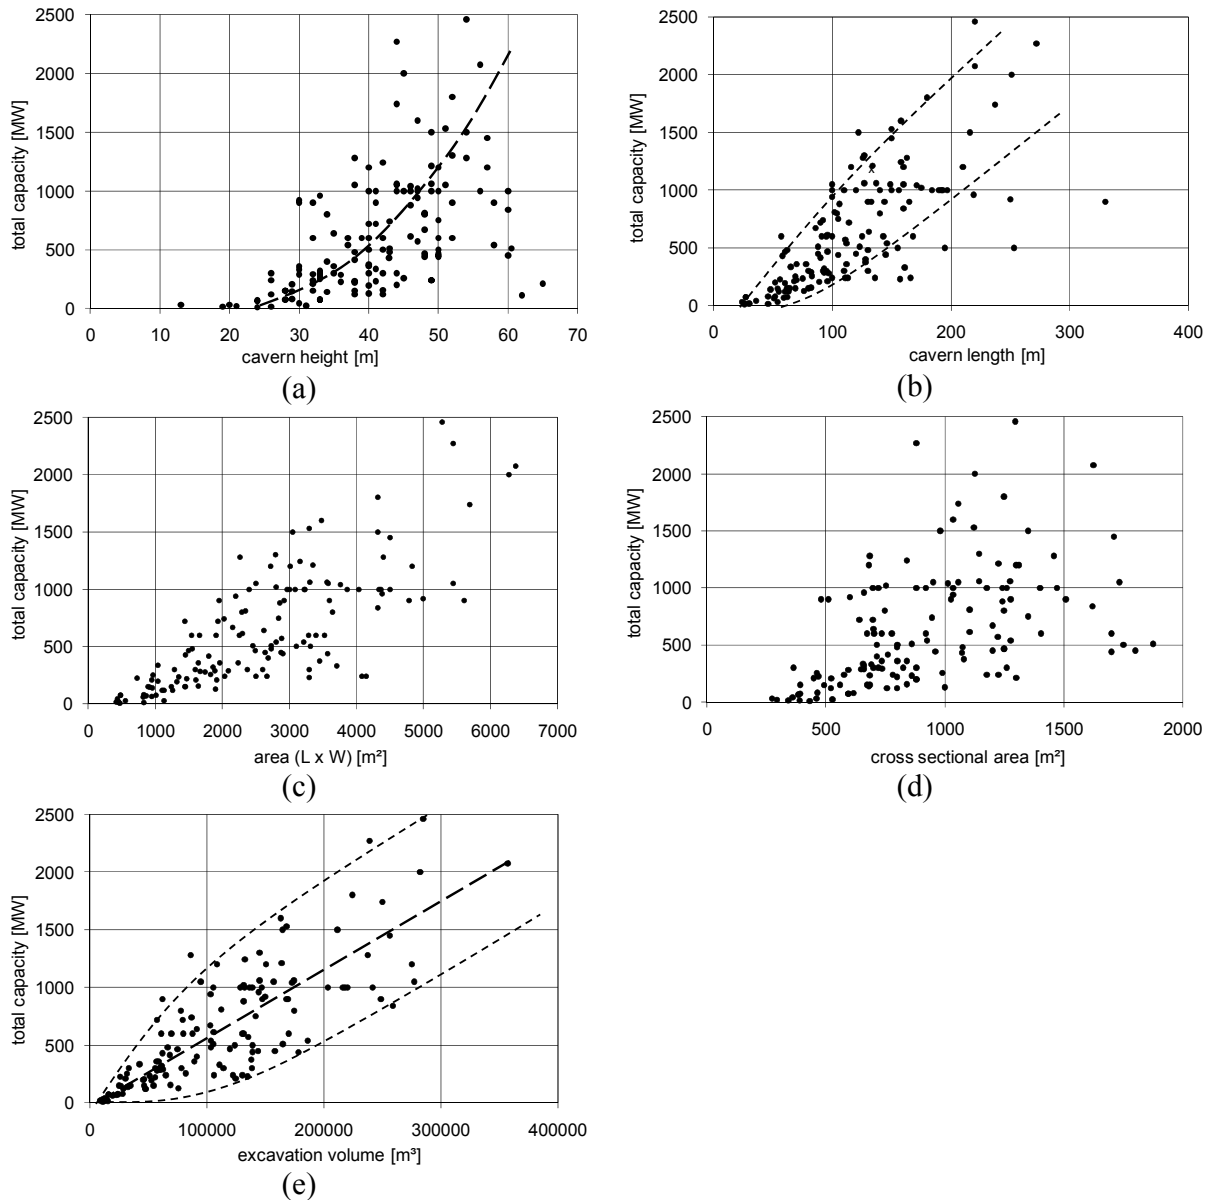 2500
2000
1500
1000
500
0
total capacity [MW]
0 10 20 30 40 50 60 70
cavern height [m]
(a)
2500
2000
1500
1000
500
0
total capacity [MW]
0 100 200 300 400
cavern length [m]
(b)
2500
2000
1500
1000
500
0
total capacity [MW]
0 1000 2000 3000 4000 5000 6000 7000
area (L x W) [m²]
(c)
2500
2000
1500
1000
500
0
total capacity [MW]
0 500 1000 1500 2000
cross sectional area [m²]
(d)
2500
2000
1500
1000
500
0
total capacity [MW]
0 100000 200000 300000 400000
excavation volume [m³]
(e)